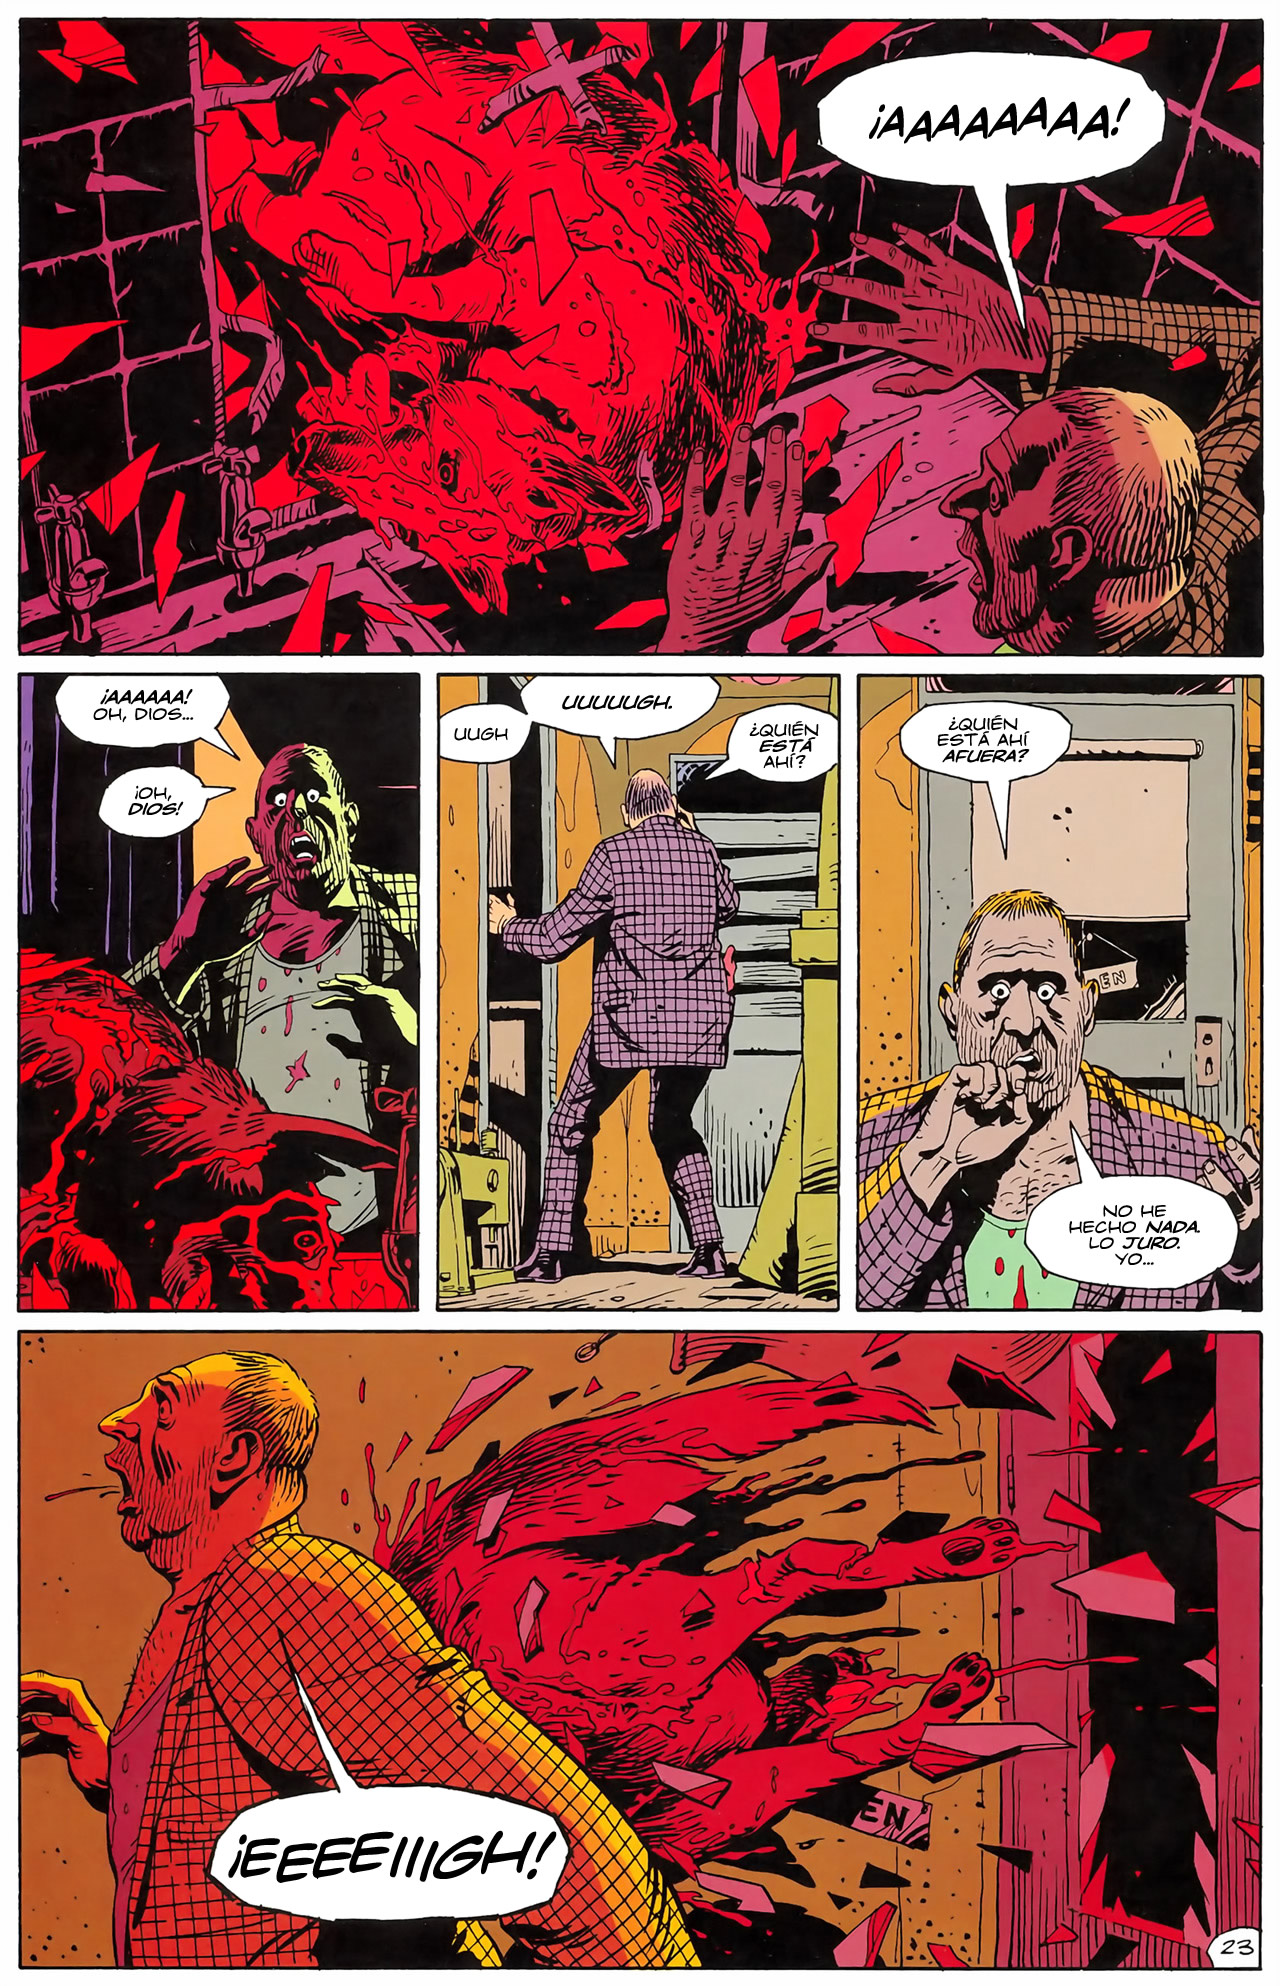 ¡AAAAAAAA!
¡AAAAAA!
OH, DIOS...
¡OH,
DIOS!
UUUUUGH.
UUGH
¿QUIÉN
ESTÁ
AHÍ?
¿QUIÉN
ESTÁ AHÍ
AFUERA?
EN
NO HE
HECHO NADA.
LO JURO.
YO...
¡EEEEIIIGH!
EN
23